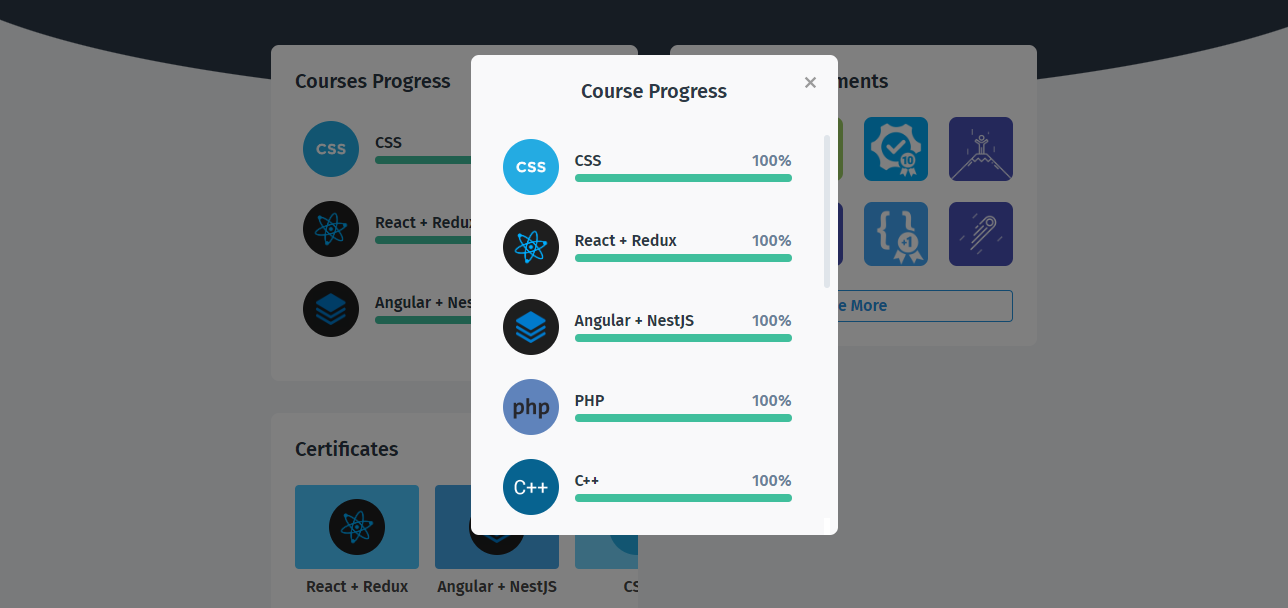 Courses Progress
CSS
CSS
React + Redu
Angular + Nes
Course Progress
×
CSS
CSS
100%
React + Redux
100%
Angular + NestJS
100%
php
PHP
100%
C++
C++
100%
ments
10
{ }
+1
e More
Certificates
React + Redux
Angular + NestJS
CS